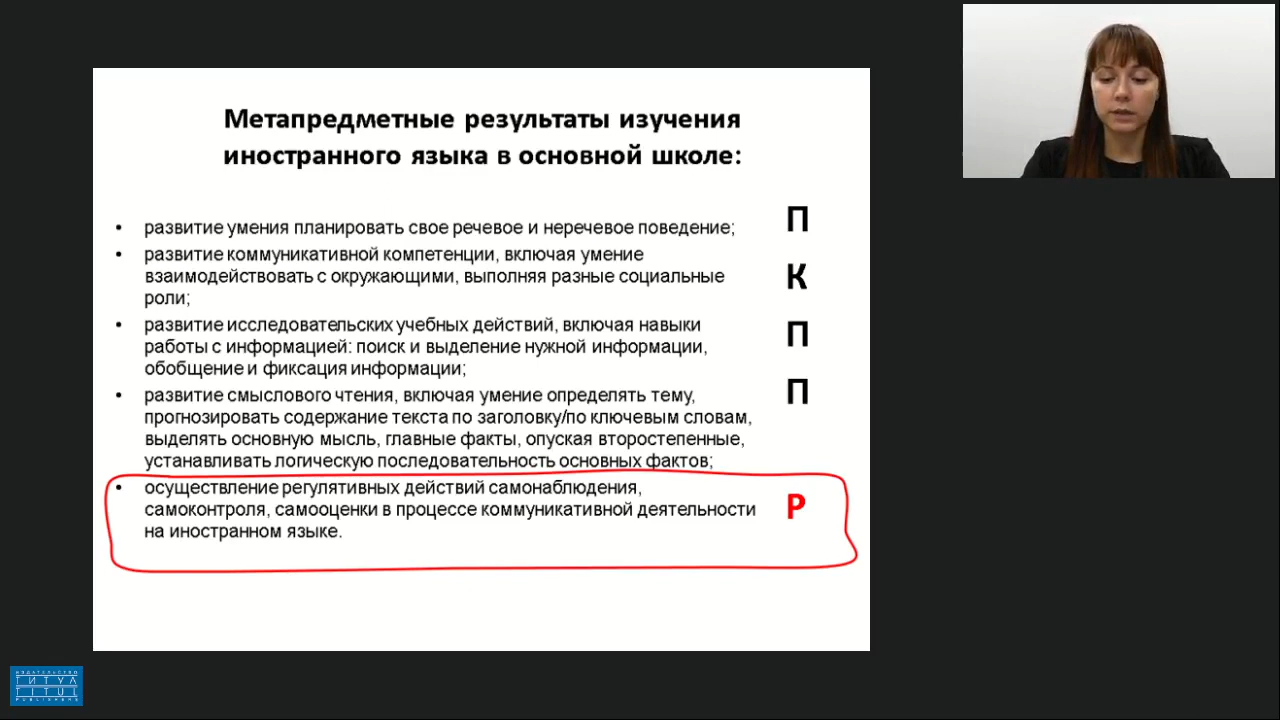 Метапредметные результаты изучения
иностранного языка в основной школе:
• развитие умения планировать свое речевое и неречевое поведение;
П
• развитие коммуникативной компетенции, включая умение
взаимодействовать с окружающими, выполняя разные социальные
роли;
К
• развитие исследовательских учебных действий, включая навыки
работы с информацией: поиск и выделение нужной информации,
обобщение и фиксация информации;
П
• развитие смыслового чтения, включая умение определять тему,
прогнозировать содержание текста по заголовку/по ключевым словам,
выделять основную мысль, главные факты, опуская второстепенные,
устанавливать логическую последовательность основных фактов;
П
• осуществление регулятивных действий самонаблюдения,
самоконтроля, самооценки в процессе коммуникативной деятельности
на иностранном языке.
Р
ИЗДАТЕЛЬСТВО
ТИТУЛ
TITUL
PUBLISHERS